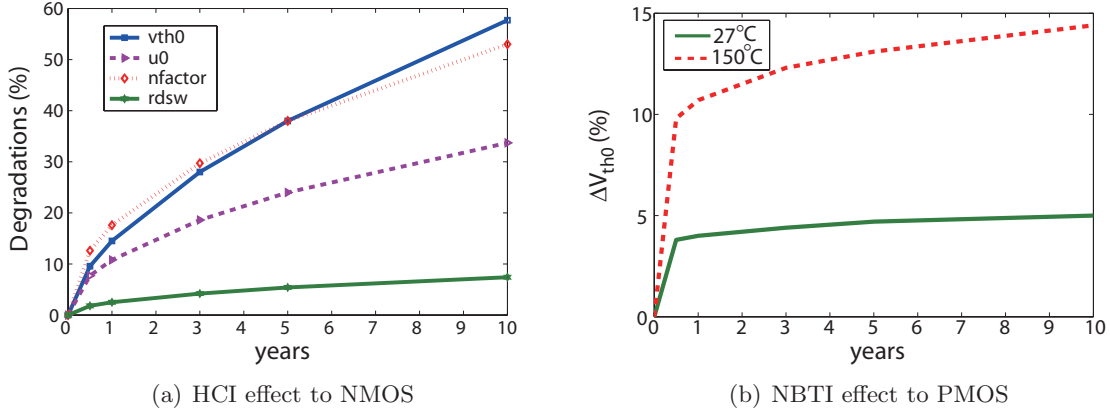 60
50
40
30
20
10
0
Degradations (%)
vth0
u0
nfactor
rdsw
0 1 2 3 4 5 6 7 8 9 10
years
(a) HCI effect to NMOS
15
10
5
0
ΔVth0 (%)
27°C
150°C
0 1 2 3 4 5 6 7 8 9 10
years
(b) NBTI effect to PMOS